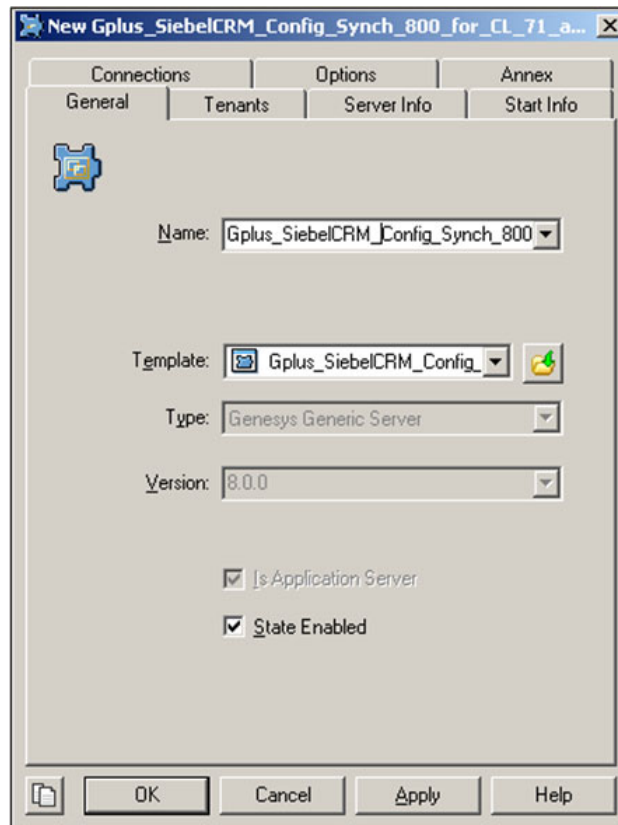 New Gplus_SiebelCRM_Config_Synch_800_for_CL_71_a...
Connections Options Annex
General Tenants Server Info Start Info
Name: Gplus_SiebelCRM_Config_Synch_800
Template: Gplus_SiebelCRM_Config_
Type: Genesys Generic Server
Version: 8.0.0
Is Application Server
State Enabled
OK Cancel Apply Help